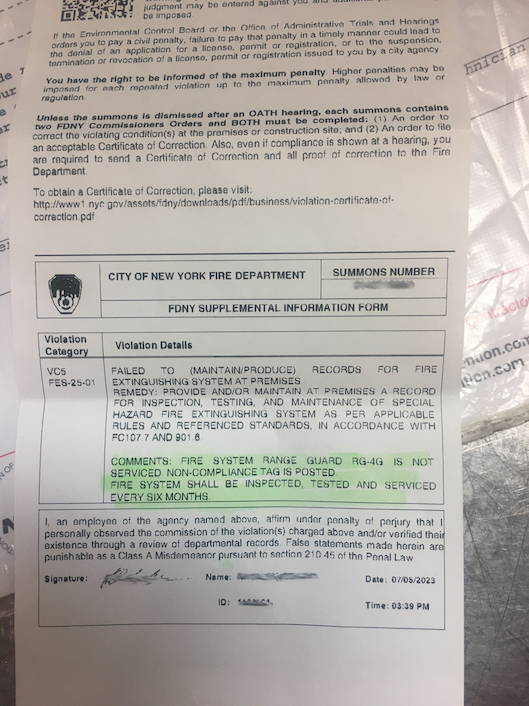 judgment may be entered against you and
be imposed
If the Environmental Control Board or the Office of Administrative Trials and Hearings
orders you to pay a civil penalty, failure to pay that penalty in a timely manner could lead to
the denial of an application for a license, permit or registration, or to the suspension,
termination or revocation of a license, permit or registration issued to you by a city agency
You have the right to be informed of the maximum penalty. Higher penalties may be
imposed for each repeated violation up to the maximum penalty allowed by law or
regulation.
Unless the summons is dismissed after an OATH hearing, each summons contains
two FDNY Commissioners Orders and BOTH must be completed: (1) An order to
correct the violating condition(s) at the premises or construction site; and (2) An order to file
an acceptable Certificate of Correction. Also, even if compliance is shown at a hearing, you
are required to send a Certificate of Correction and all proof of correction to the Fire
Department.
To obtain a Certificate of Correction, please visit:
http://www1.nyc.gov/assets/fdny/downloads/pdf/business/violation-certificate-of-
correction.pdf
CITY OF NEW YORK FIRE DEPARTMENT
SUMMONS NUMBER
FDNY SUPPLEMENTAL INFORMATION FORM
Violation
Category
Violation Details
VC5
FES-25-01
FAILED TO (MAINTAIN/PRODUCE) RECORDS FOR FIRE
EXTINGUISHING SYSTEM AT PREMISES
REMEDY: PROVIDE AND/OR MAINTAIN AT PREMISES A RECORD
FOR INSPECTION, TESTING, AND MAINTENANCE OF SPECIAL
HAZARD FIRE EXTINGUISHING SYSTEM AS PER APPLICABLE
RULES AND REFERENCED STANDARDS, IN ACCORDANCE WITH
FC107.7 AND 901.6
COMMENTS: FIRE SYSTEM RANGE GUARD RG-4G IS NOT
SERVICED NON-COMPLIANCE TAG IS POSTED
FIRE SYSTEM SHALL BE INSPECTED, TESTED AND SERVICED
EVERY SIX MONTHS.
I, an employee of the agency named above, affirm under penalty of perjury that I
personally observed the commission of the violation(s) charged above and/or verified their
existence through a review of departmental records. False statements made herein are
punishable as a Class A Misdemeanor pursuant to section 210.45 of the Penal Law
Signature:
Name:
Date: 07/05/2023
ID:
Time: 03:39 PM